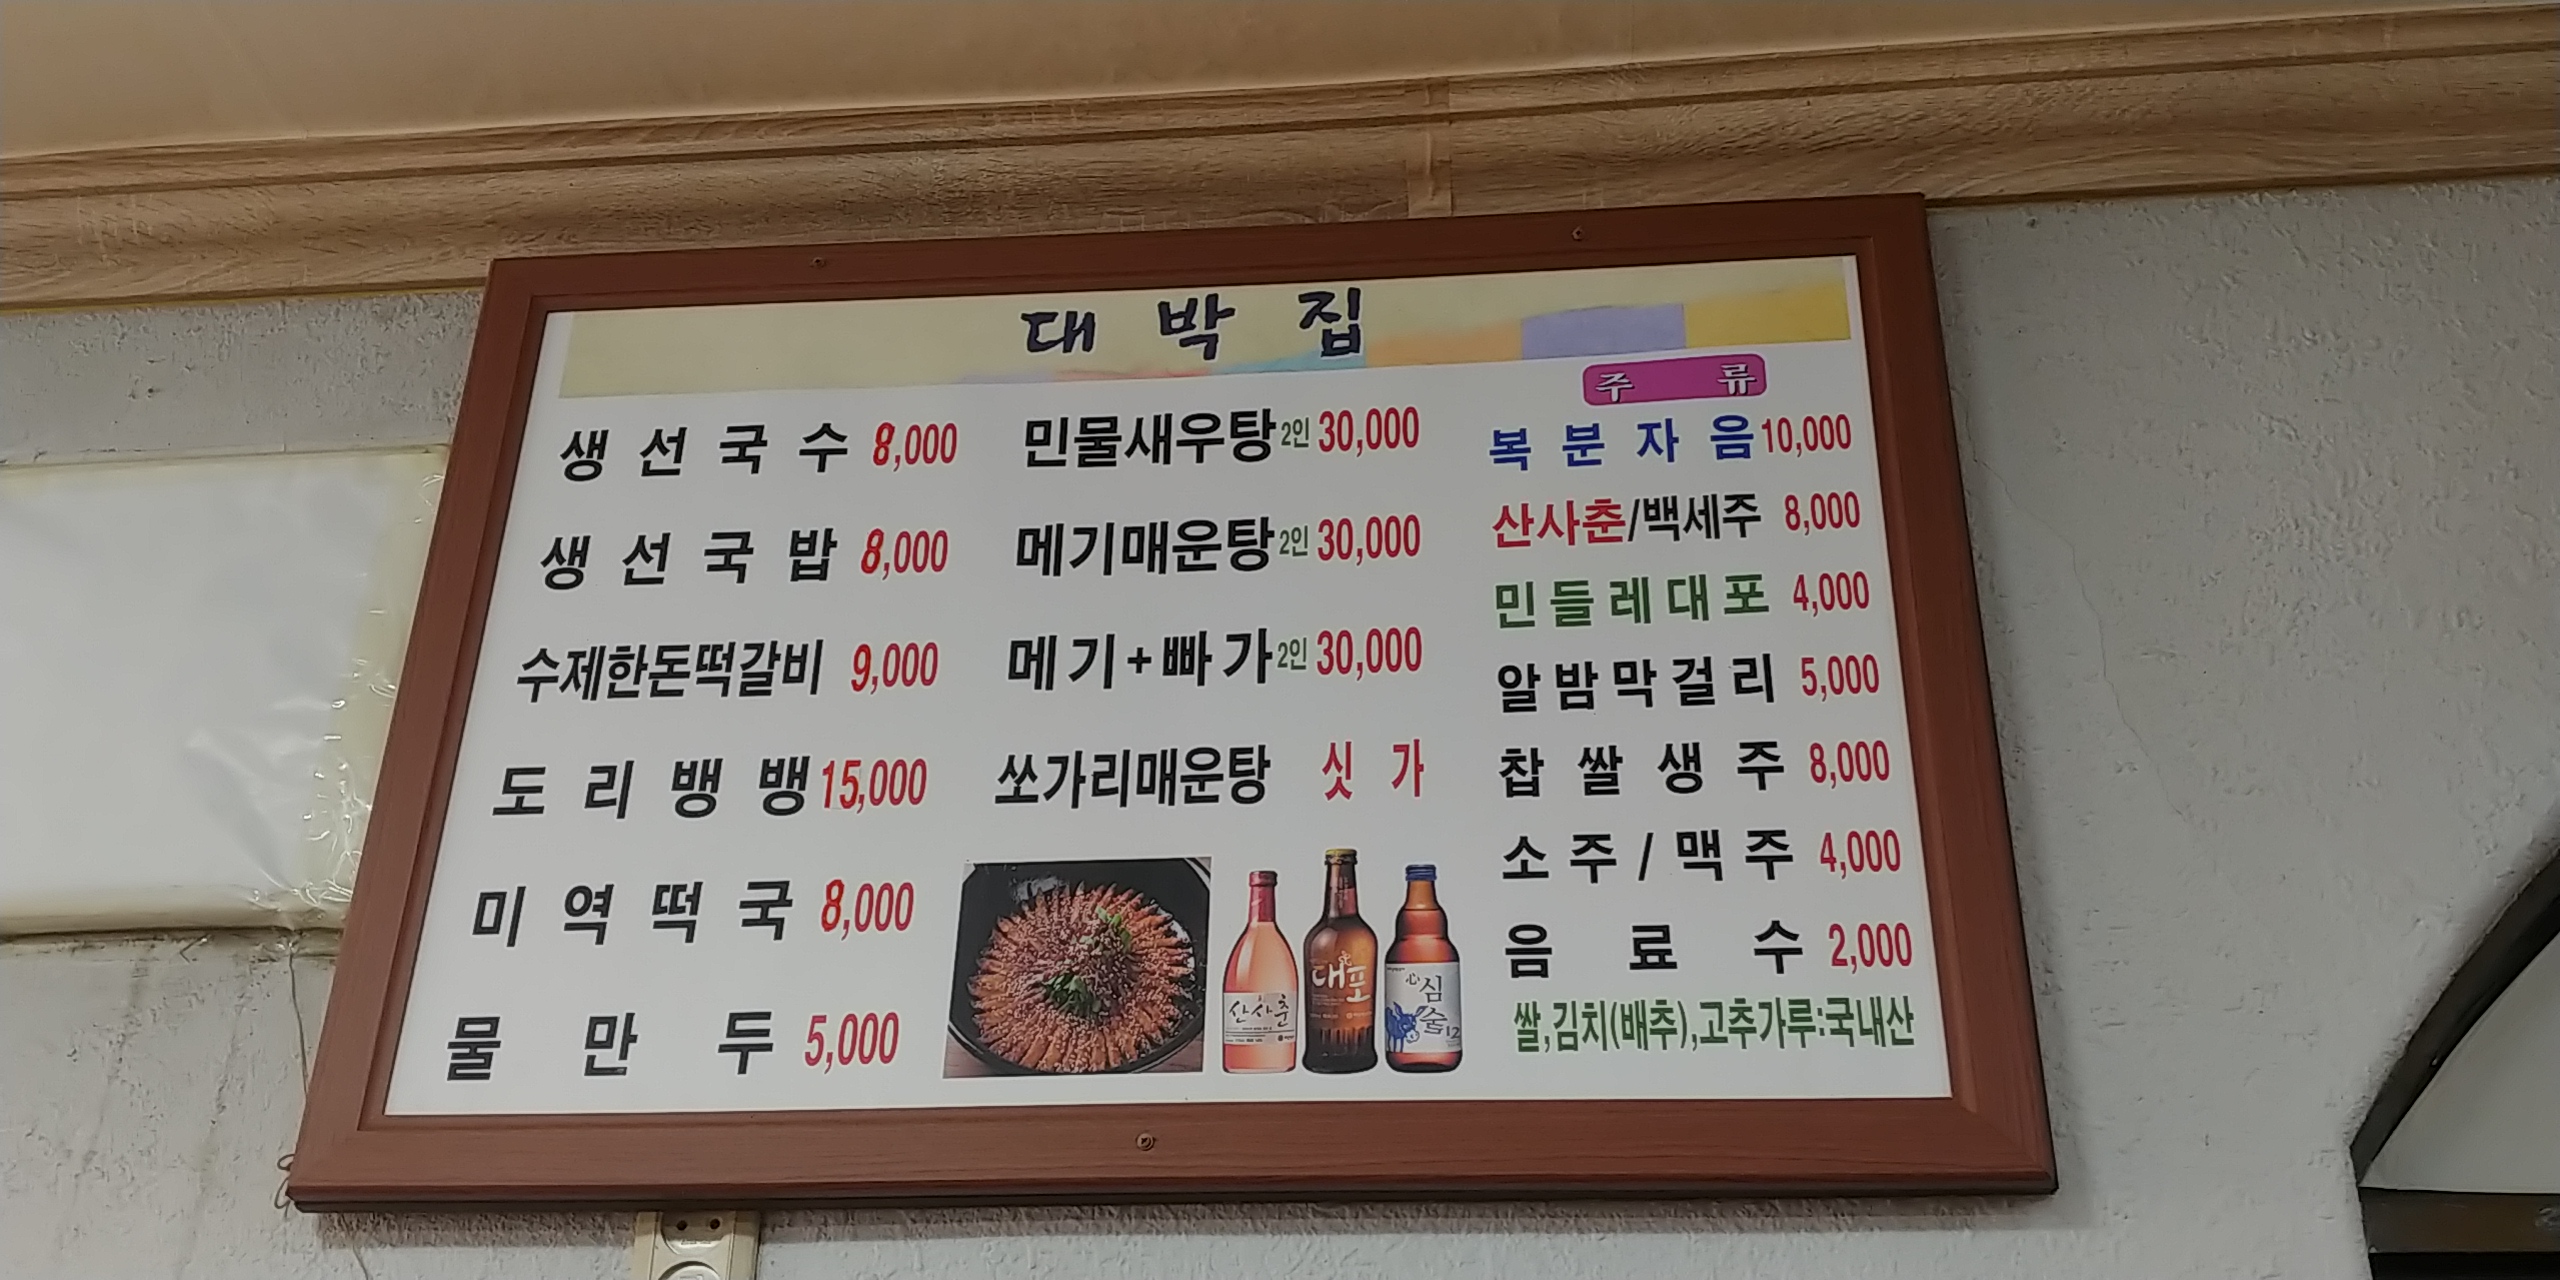 대박집
생선국수 8,000
생선국밥 8,000
수제한돈떡갈비 9,000
도리뱅뱅 15,000
미역떡국 8,000
물만두 5,000
민물새우탕 2인 30,000
메기매운탕 2인 30,000
메기+빠가 2인 30,000
쏘가리매운탕 싯가
산사춘
대포
心 심술 12
주류
복분자음 10,000
산사춘/백세주 8,000
민들레대포 4,000
알밤막걸리 5,000
찹쌀생주 8,000
소주/맥주 4,000
음료수 2,000
쌀,김치(배추),고추가루:국내산